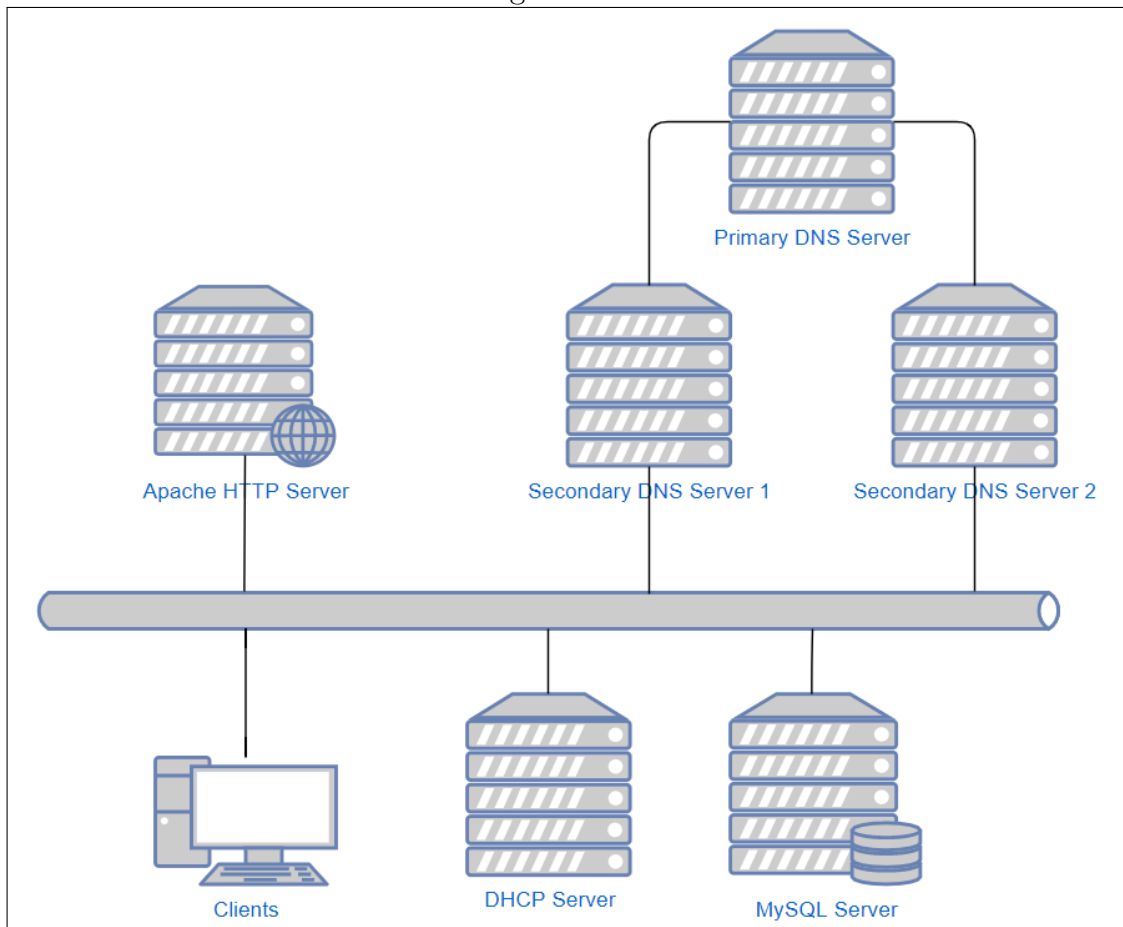 Primary DNS Server
Apache HTTP Server
Secondary DNS Server 1
Secondary DNS Server 2
Clients
DHCP Server
MySQL Server